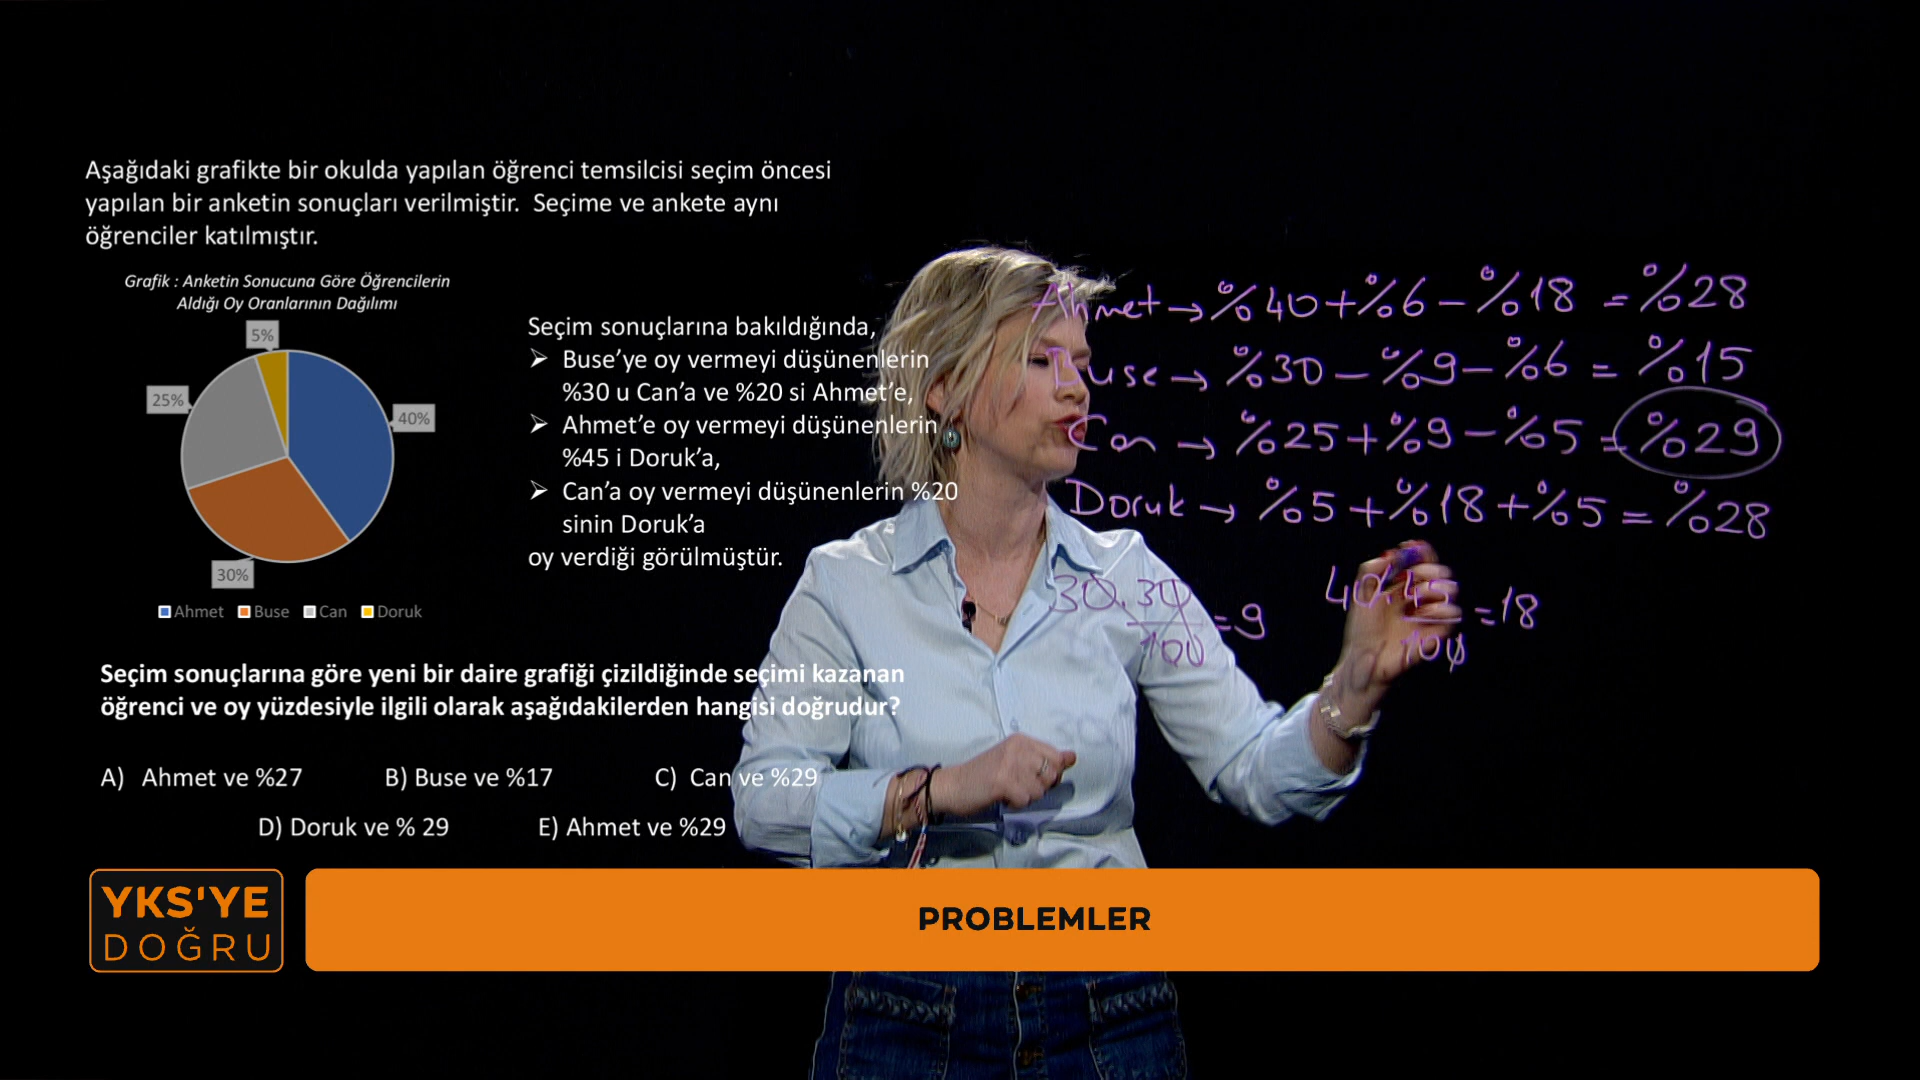 Aşağıdaki grafikte bir okulda yapılan öğrenci temsilcisi seçim öncesi
yapılan bir anketin sonuçları verilmiştir. Seçime ve ankete aynı
öğrenciler katılmıştır.
Grafik : Anketin Sonucuna Göre Öğrencilerin
Aldığı Oy Oranlarının Dağılımı
5%
25%
40%
30%
Ahmet Buse Can Doruk
Seçim sonuçlarına bakıldığında,
➢ Buse'ye oy vermeyi düşünenlerin
%30 u Can'a ve %20 si Ahmet'e,
➢ Ahmet'e oy vermeyi düşünenlerin
%45 i Doruk'a,
➢ Can'a oy vermeyi düşünenlerin %20
sinin Doruk'a
oy verdiği görülmüştür.
Ahmet → %40 + %6 - %18 = %28
Buse → %30 - %9 - %6 = %15
Can → %25 + %9 - %5 = %29
Doruk → %5 + %18 + %5 = %28
30.30/100 = 9
40.45/100 = 18
Seçim sonuçlarına göre yeni bir daire grafiği çizildiğinde seçimi kazanan
öğrenci ve oy yüzdesiyle ilgili olarak aşağıdakilerden hangisi doğrudur?
A) Ahmet ve %27 B) Buse ve %17 C) Can ve %29
D) Doruk ve % 29 E) Ahmet ve %29
YKS'YE
DOĞRU
PROBLEMLER